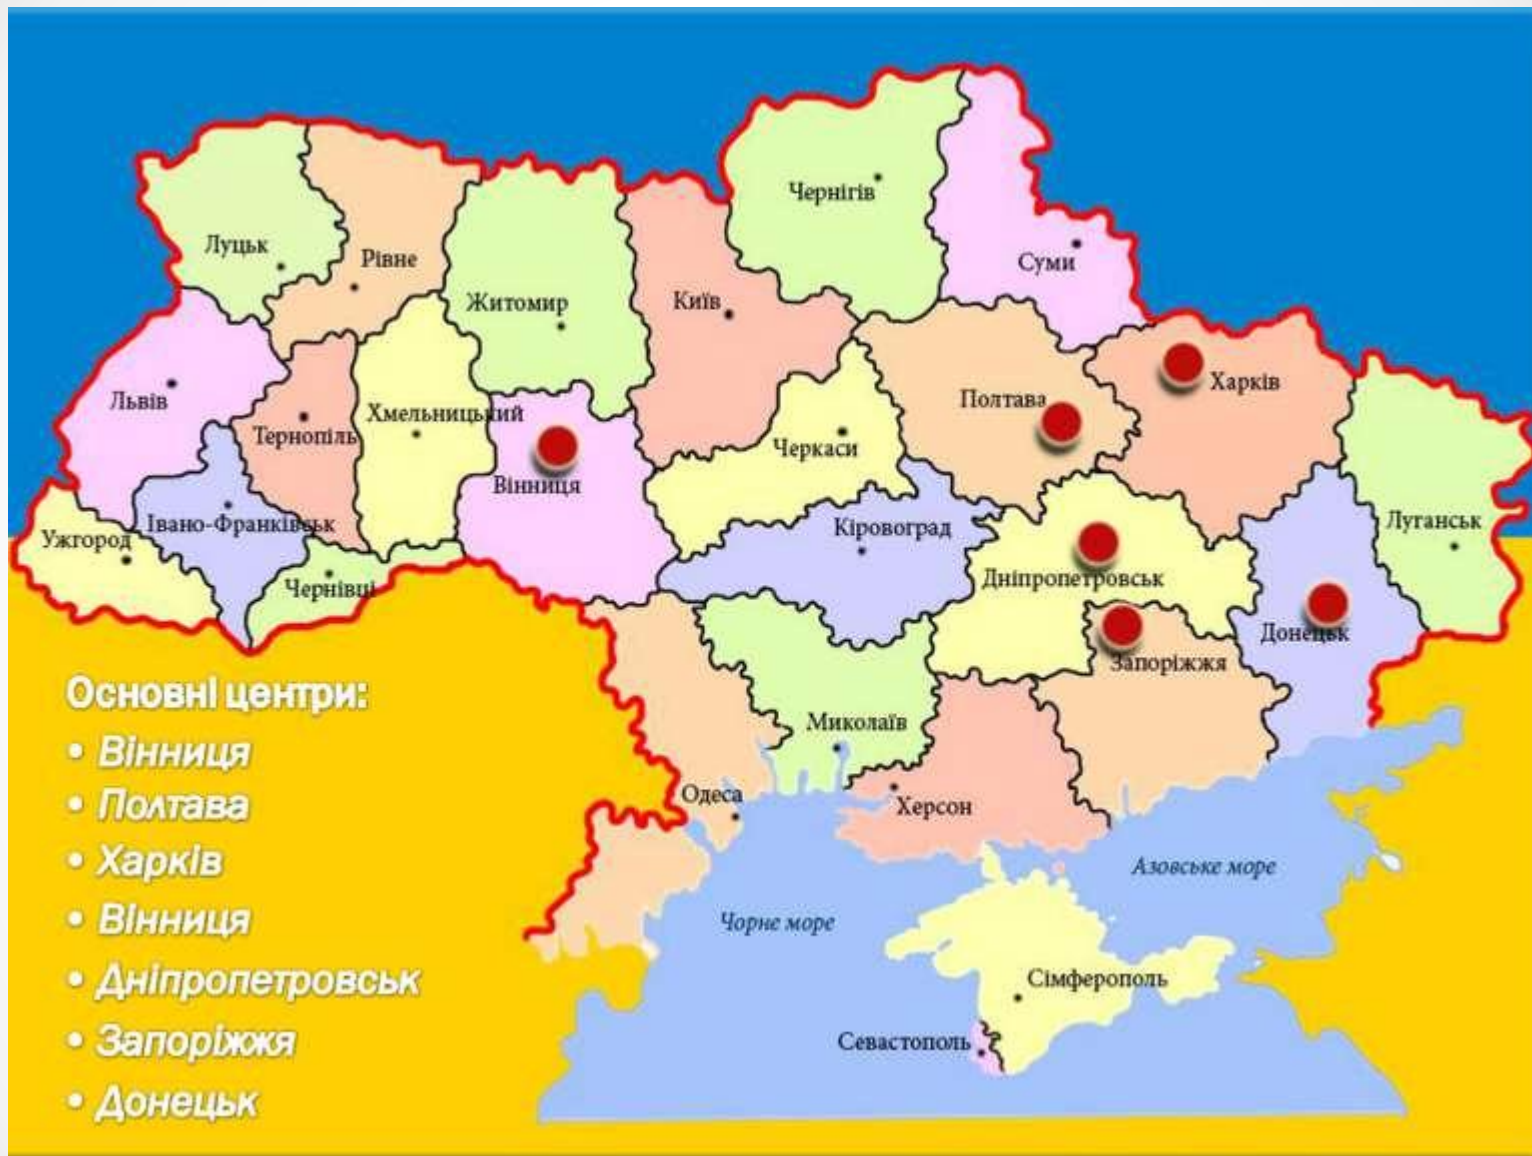 Чернігів
Суми
Луцьк
Рівне
Житомир
Київ
Харків
Львів
Тернопіль
Хмельницький
Полтава
Черкаси
Вінниця
Івано-Франківськ
Кіровоград
Луганськ
Ужгород
Чернівці
Дніпропетровськ
Донецьк
Запоріжжя
Миколаїв
Одеса
Херсон
Азовське море
Чорне море
Сімферополь
Севастополь
Основні центри:
• Вінниця
• Полтава
• Харків
• Вінниця
• Дніпропетровськ
• Запоріжжя
• Донецьк